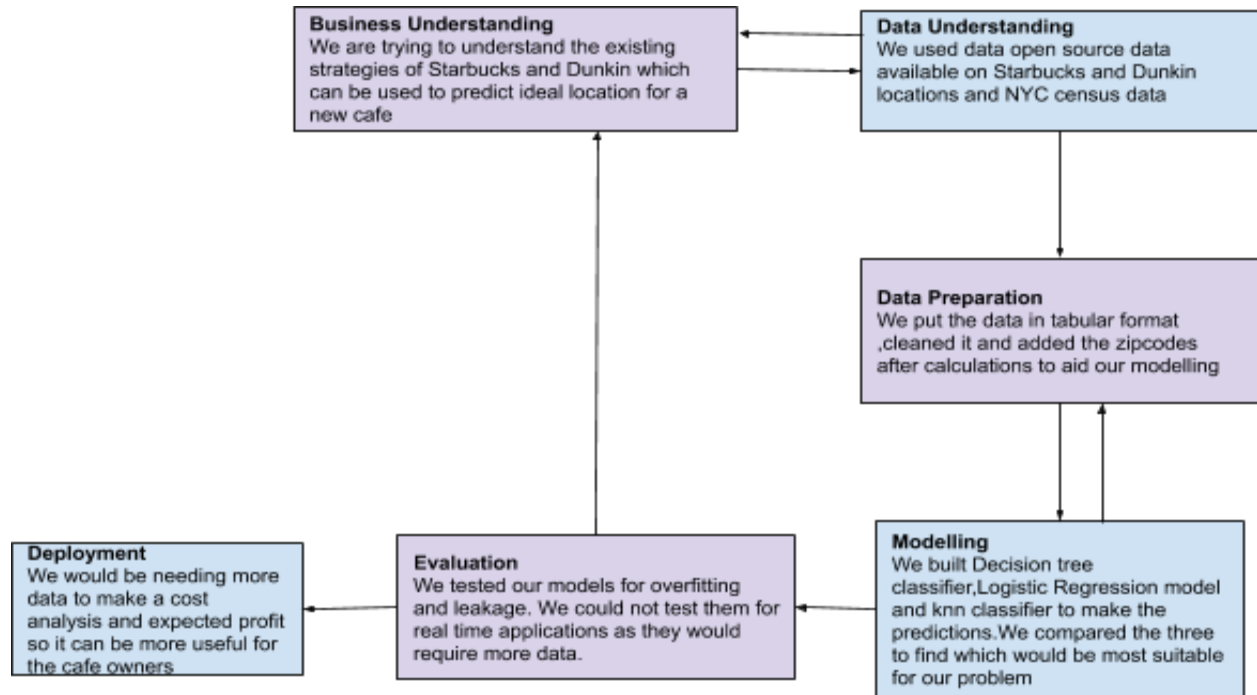 Business Understanding
We are trying to understand the existing
strategies of Starbucks and Dunkin which
can be used to predict ideal location for a
new cafe
Data Understanding
We used data open source data
available on Starbucks and Dunkin
locations and NYC census data
Data Preparation
We put the data in tabular format
,cleaned it and added the zipcodes
after calculations to aid our modelling
Modelling
We built Decision tree
classifier,Logistic Regression model
and knn classifier to make the
predictions.We compared the three
to find which would be most suitable
for our problem
Evaluation
We tested our models for overfitting
and leakage. We could not test them for
real time applications as they would
require more data.
Deployment
We would be needing more
data to make a cost
analysis and expected profit
so it can be more useful for
the cafe owners